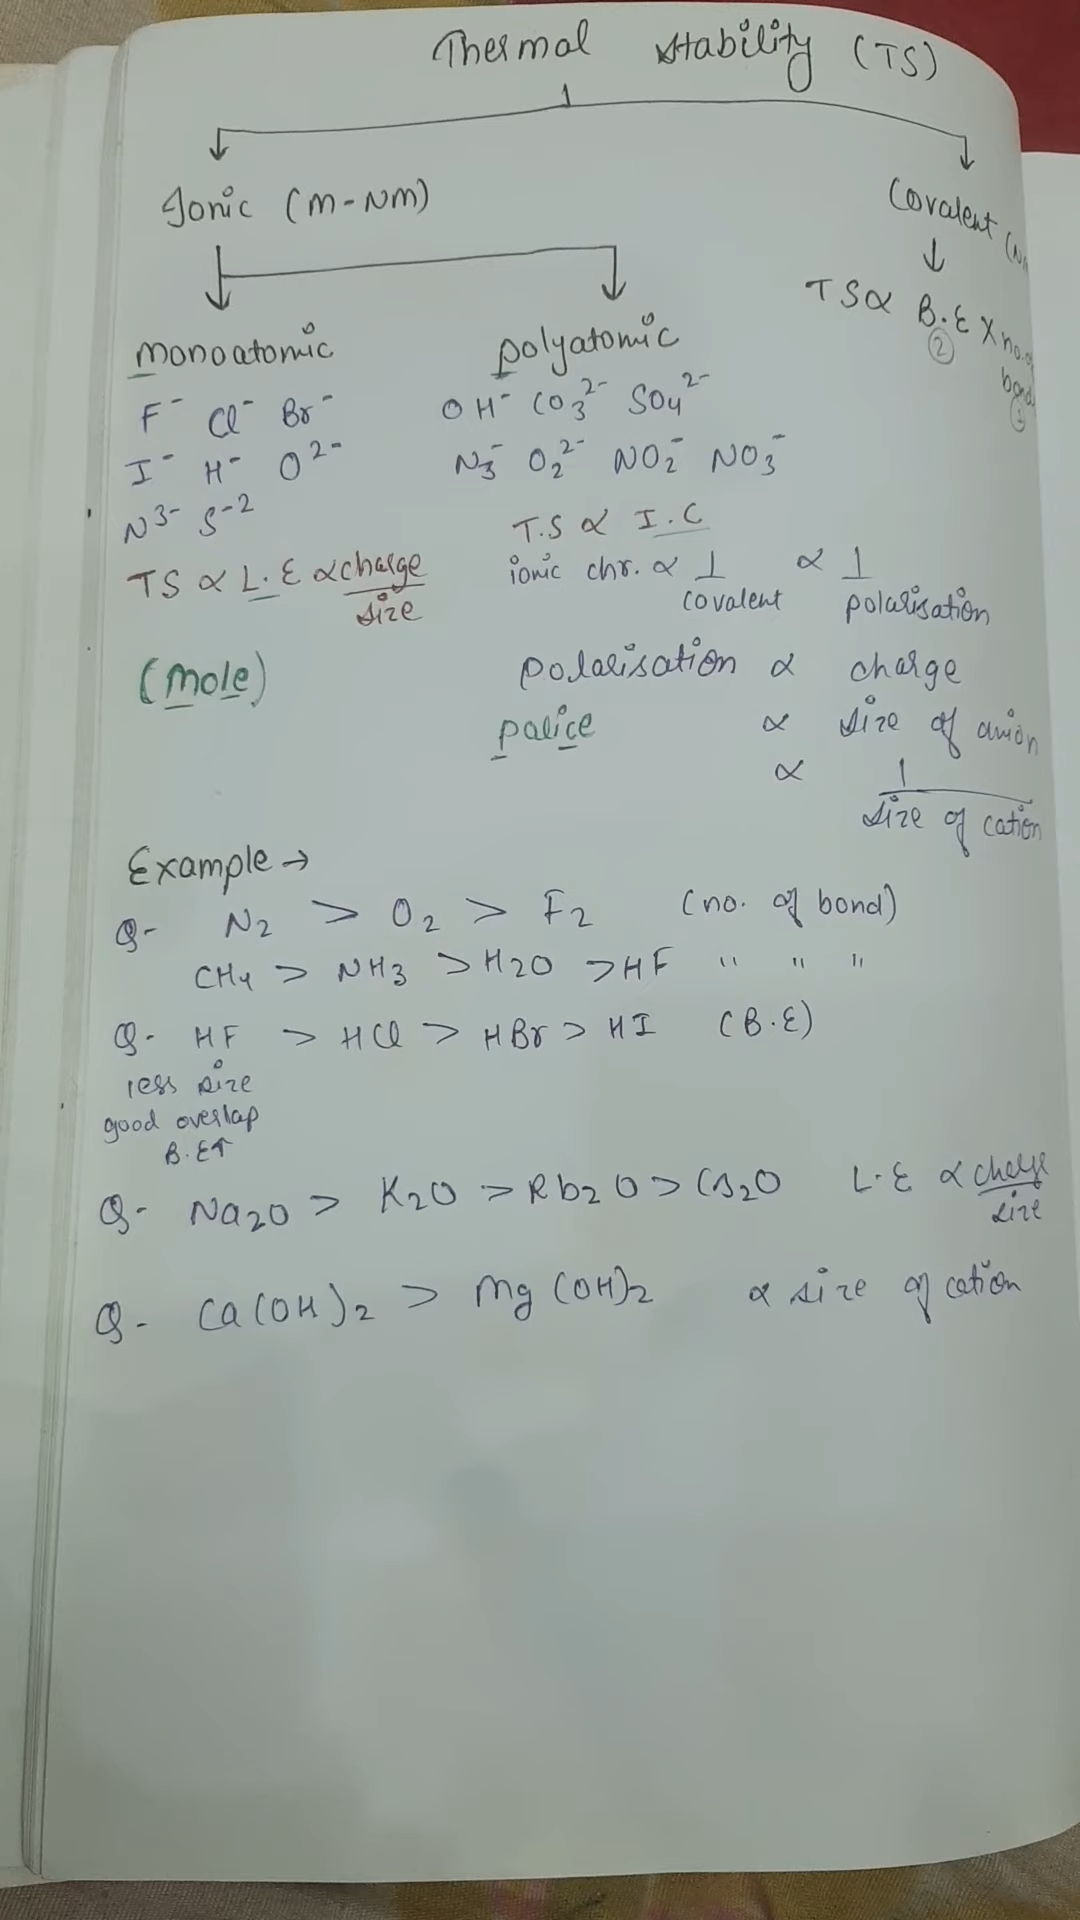 Thermal stability (TS)
Ionic (M-NM)
Covalent
TS ∝ B.E × no. of bond
② ①
monoatomic
F⁻ Cl⁻ Br⁻
I⁻ H⁻ O²⁻
N³⁻ S⁻²
TS ∝ L.E ∝ charge
size
(mole)
polyatomic
OH⁻ CO₃²⁻ SO₄²⁻
N₃⁻ O₂²⁻ NO₂⁻ NO₃⁻
T.S ∝ I.C
ionic chr. ∝ 1 ∝ 1
covalent polarisation
polarisation ∝ charge
palice ∝ size of anion
∝ 1
size of cation
Example →
Q- N₂ > O₂ > F₂ (no. of bond)
CH₄ > NH₃ > H₂O > HF " " "
Q- HF > HCl > HBr > HI (B.E)
less size
good overlap
B.E↑
Q- Na₂O > K₂O > Rb₂O > Cs₂O L.E ∝ charge
size
Q- Ca(OH)₂ > Mg(OH)₂ ∝ size of cation